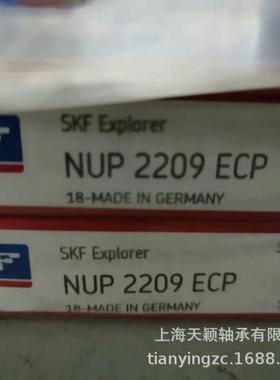 SKF Explorer
NUP 2209 ECP
18-MADE IN GERMANY
SKF Explorer
NUP 2209 ECP
18-MADE IN GERMANY
上海天颖轴承有限
tianyingzc.1688.